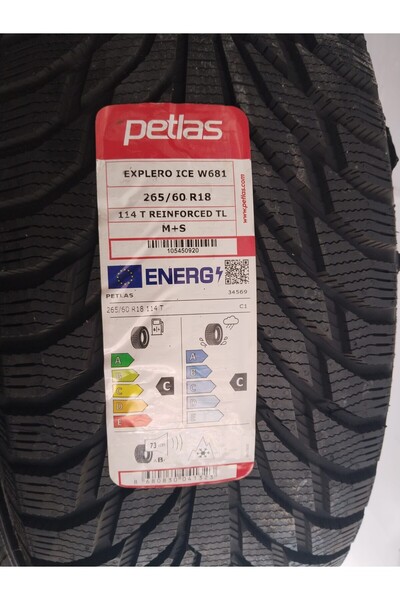 petlas
EXPLERO ICE W681
265/60 R18
114 T REINFORCED TL
M+S
105450920
www.petlas.com
ENERG
PETLAS 34569
265/60 R18 114 T C1
A A
B B
C C C C
D D
E E